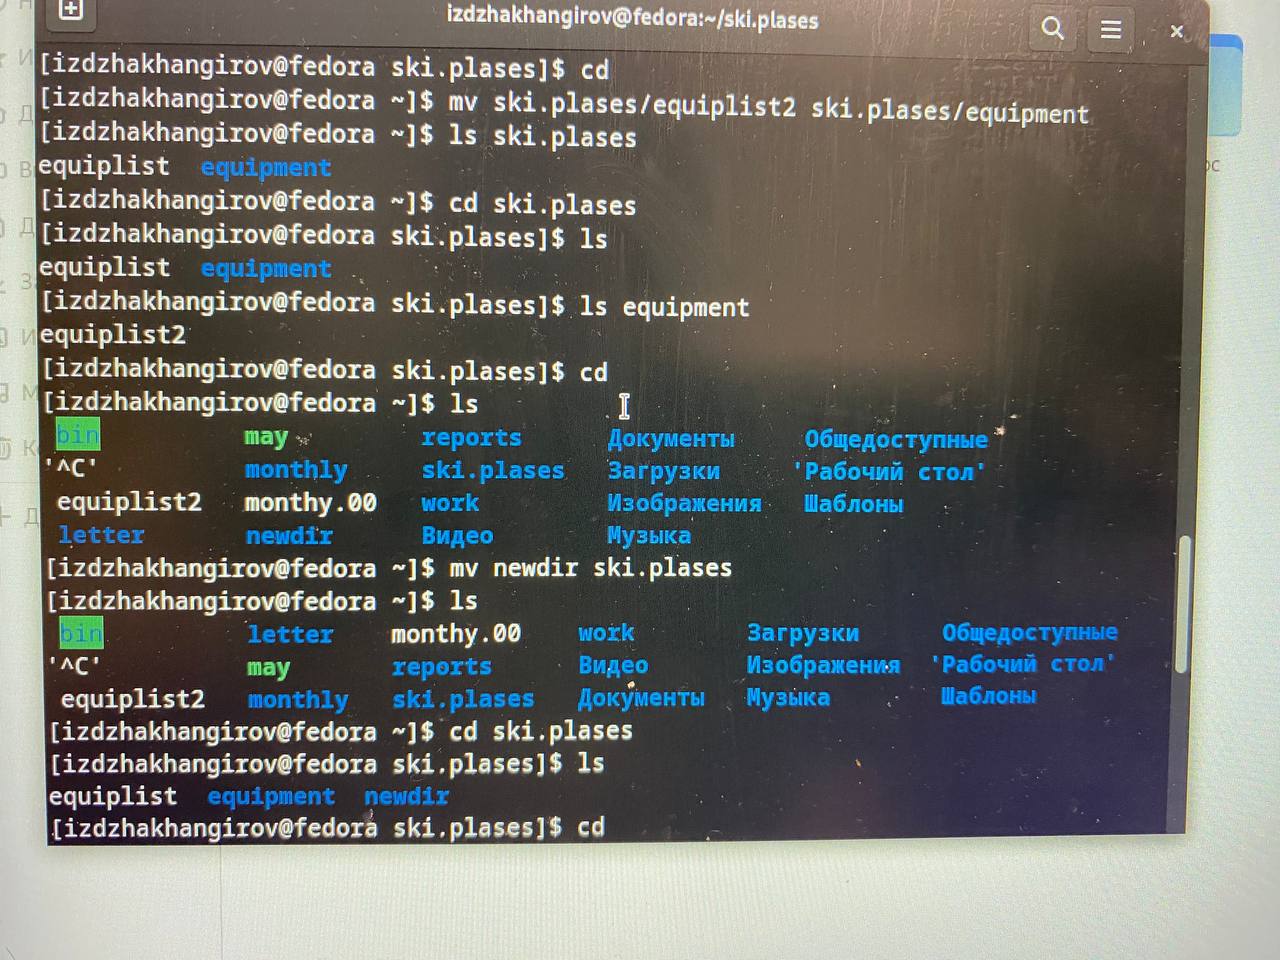 izdzhakhangirov@fedora:~/ski.plases
[izdzhakhangirov@fedora ski.plases]$ cd
[izdzhakhangirov@fedora ~]$ mv ski.plases/equiplist2 ski.plases/equipment
[izdzhakhangirov@fedora ~]$ ls ski.plases
equiplist equipment
[izdzhakhangirov@fedora ~]$ cd ski.plases
[izdzhakhangirov@fedora ski.plases]$ ls
equiplist equipment
[izdzhakhangirov@fedora ski.plases]$ ls equipment
equiplist2
[izdzhakhangirov@fedora ski.plases]$ cd
[izdzhakhangirov@fedora ~]$ ls
bin may reports Документы Общедоступные
'^C' monthly ski.plases Загрузки 'Рабочий стол'
equiplist2 monthy.00 work Изображения Шаблоны
letter newdir Видео Музыка
[izdzhakhangirov@fedora ~]$ mv newdir ski.plases
[izdzhakhangirov@fedora ~]$ ls
bin letter monthy.00 work Загрузки Общедоступные
'^C' may reports Видео Изображения 'Рабочий стол'
equiplist2 monthly ski.plases Документы Музыка Шаблоны
[izdzhakhangirov@fedora ~]$ cd ski.plases
[izdzhakhangirov@fedora ski.plases]$ ls
equiplist equipment newdir
[izdzhakhangirov@fedora ski.plases]$ cd